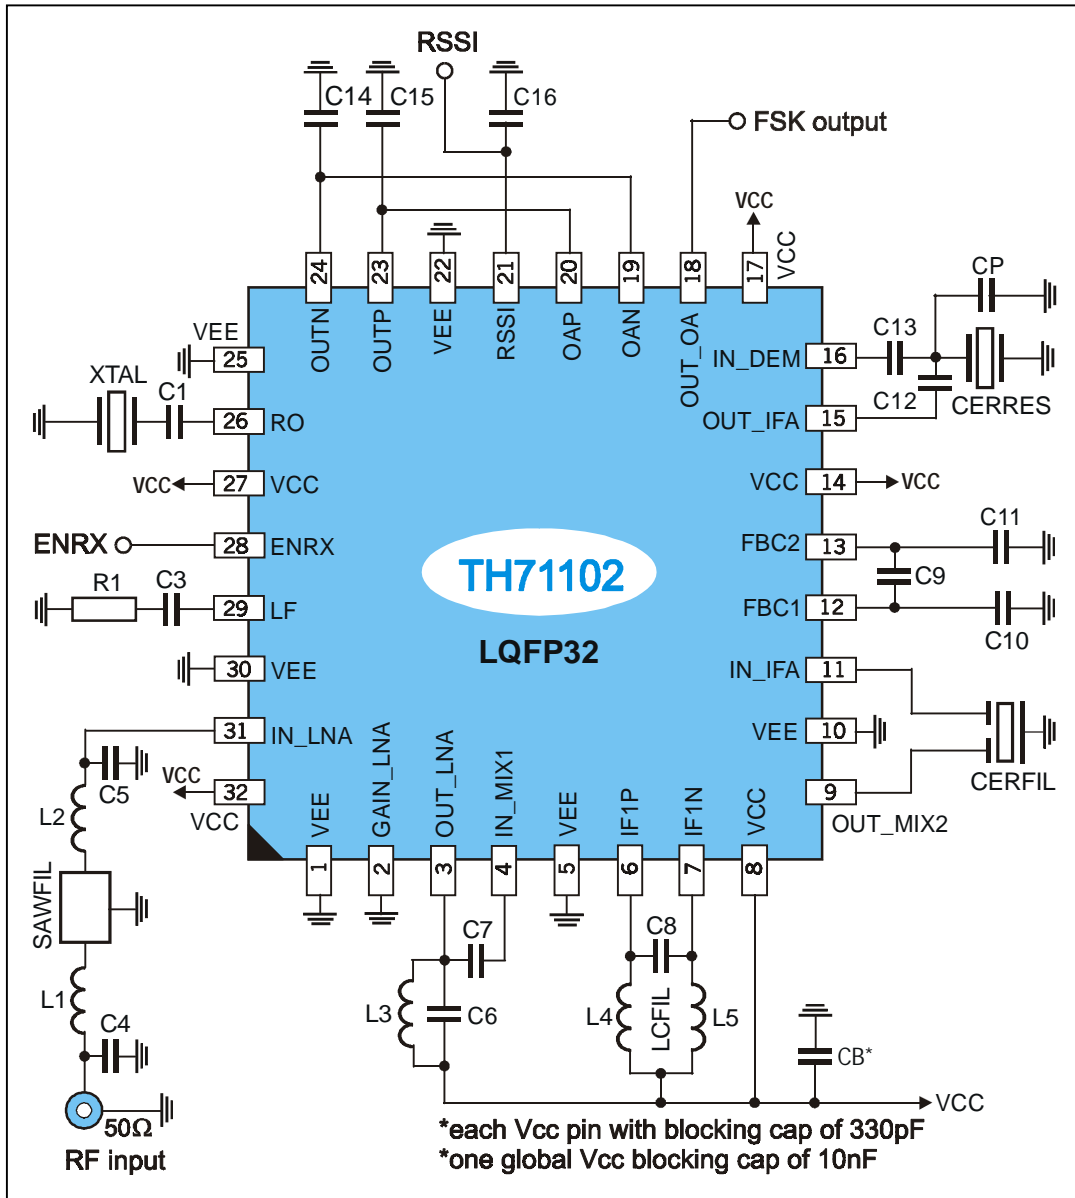 RSSI
C14
C15
C16
FSK output
VCC
VCC
24
23
22
21
20
19
18
17
OUTN
OUTP
VEE
RSSI
OAP
OAN
OUT_OA
CP
VEE
25
XTAL
C1
26
RO
VCC
27
VCC
ENRX
28
ENRX
R1
C3
29
LF
30
VEE
31
IN_LNA
VCC
32
VCC
IN_DEM
16
C13
C12
CERRES
OUT_IFA
15
VCC
14
VCC
FBC2
13
C11
C9
FBC1
12
C10
IN_IFA
11
VEE
10
CERFIL
9
OUT_MIX2
TH71102
LQFP32
VEE
GAIN_LNA
OUT_LNA
IN_MIX1
VEE
IF1P
IF1N
VCC
1
2
3
4
5
6
7
8
C5
L2
SAWFIL
L1
C4
50Ω
RF input
C7
L3
C6
C8
L4
LCFIL
L5
CB*
VCC
*each Vcc pin with blocking cap of 330pF
*one global Vcc blocking cap of 10nF